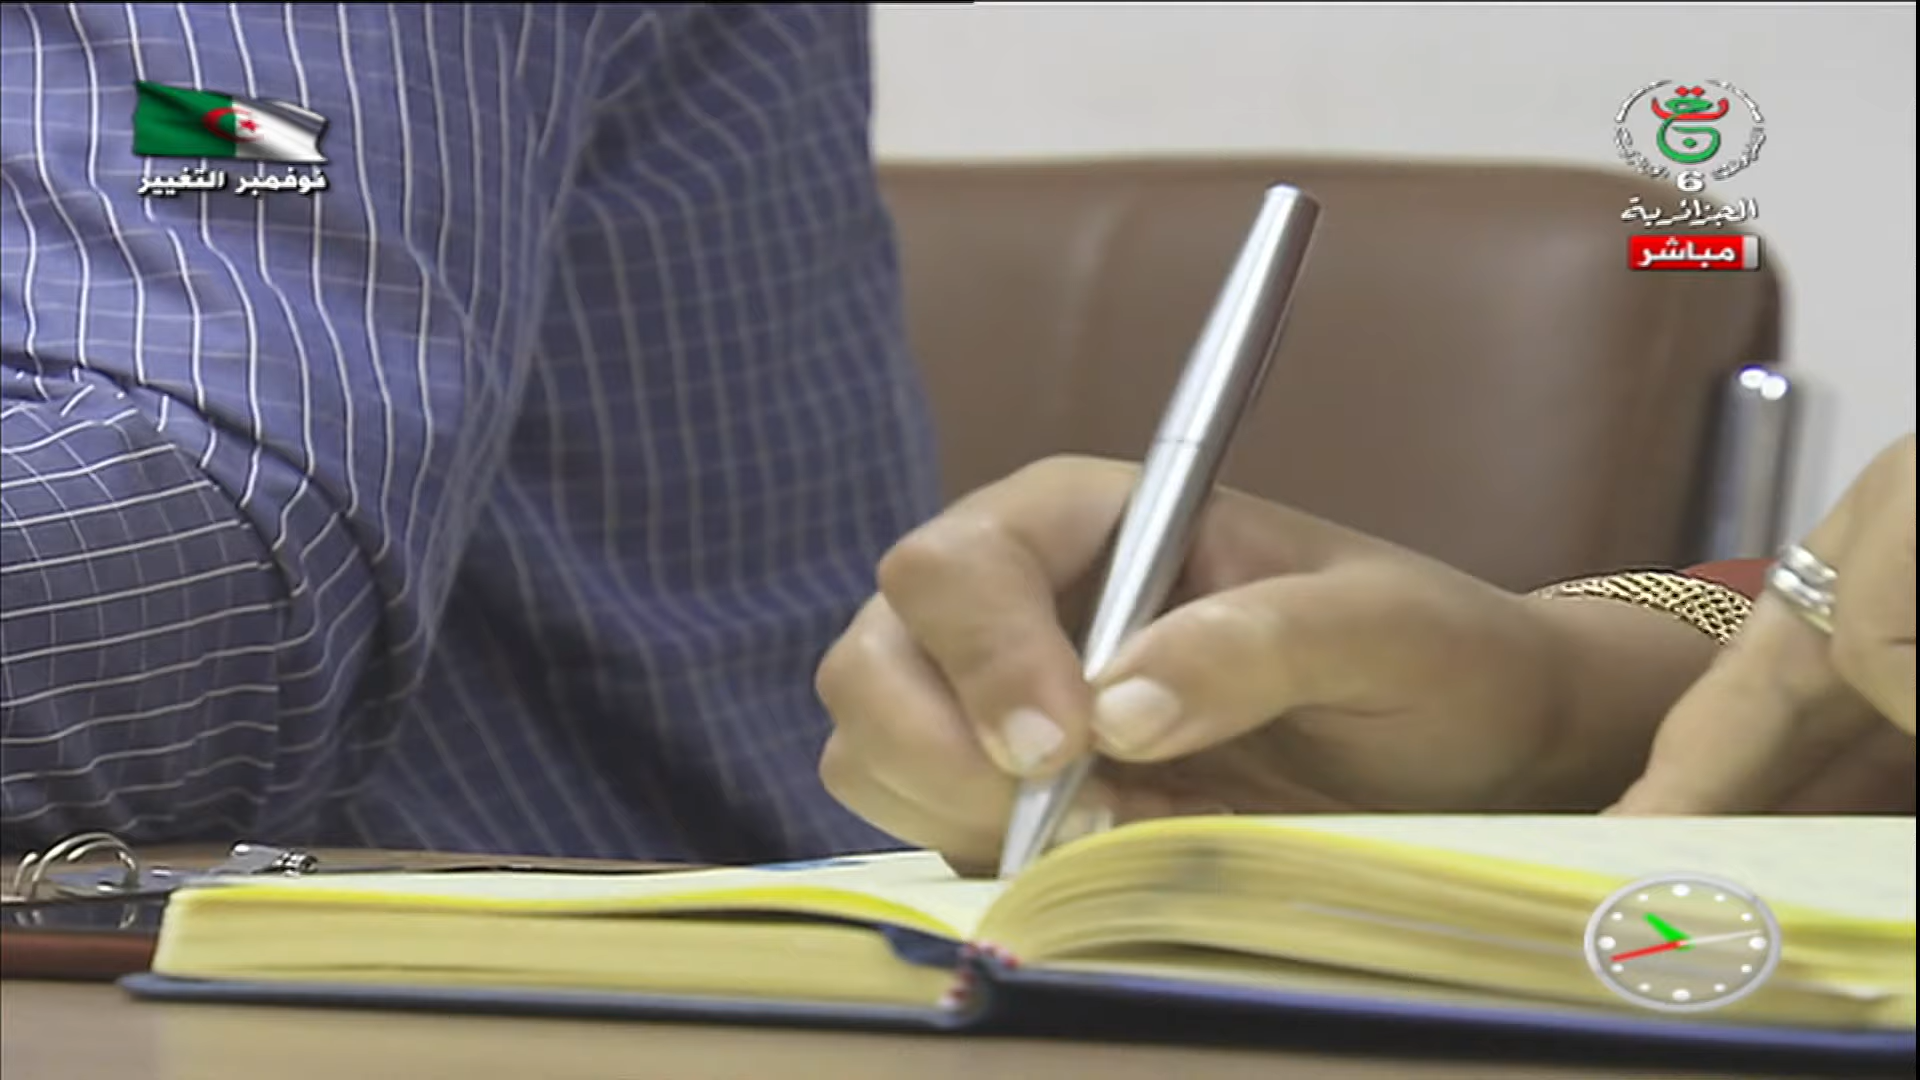 نوفمبر التغيير
6
الجزائرية
مباشر